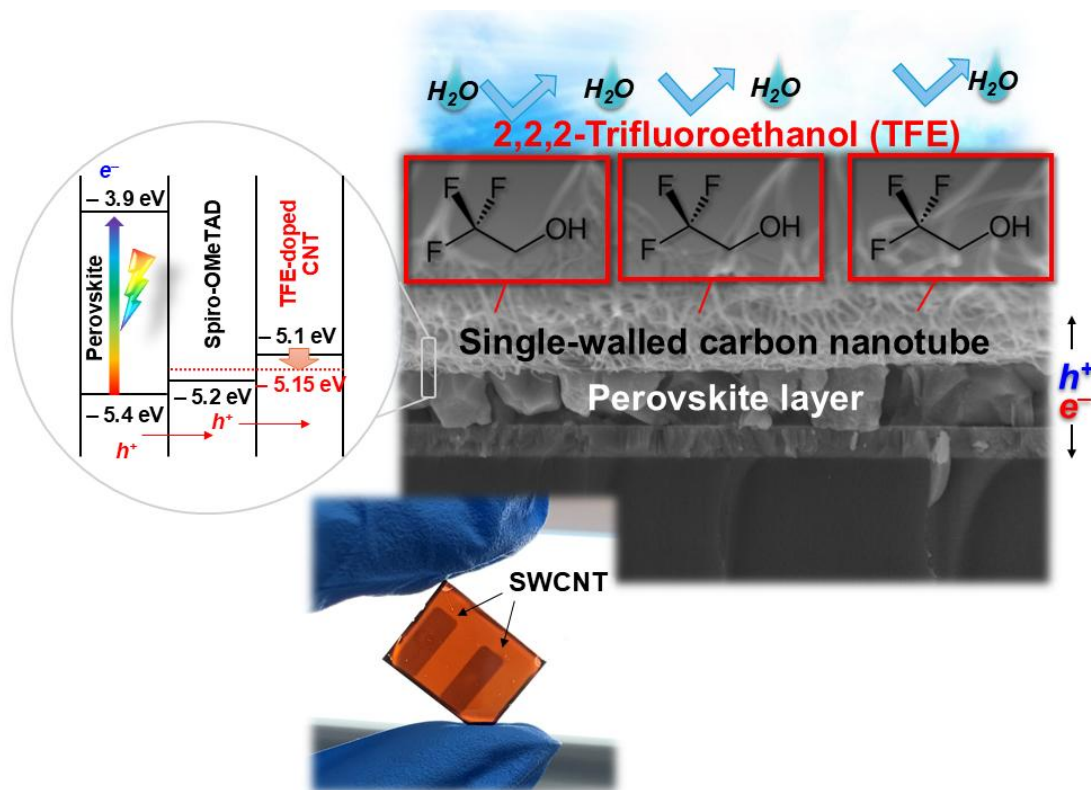 H₂O H₂O H₂O H₂O
2,2,2-Trifluoroethanol (TFE)
F F F OH
F F F OH
F F F OH
Single-walled carbon nanotube
Perovskite layer
h⁺
e⁻
e⁻
– 3.9 eV
Perovskite
– 5.4 eV
Spiro-OMeTAD
– 5.2 eV
TFE-doped
CNT
– 5.1 eV
– 5.15 eV
h⁺
h⁺
SWCNT